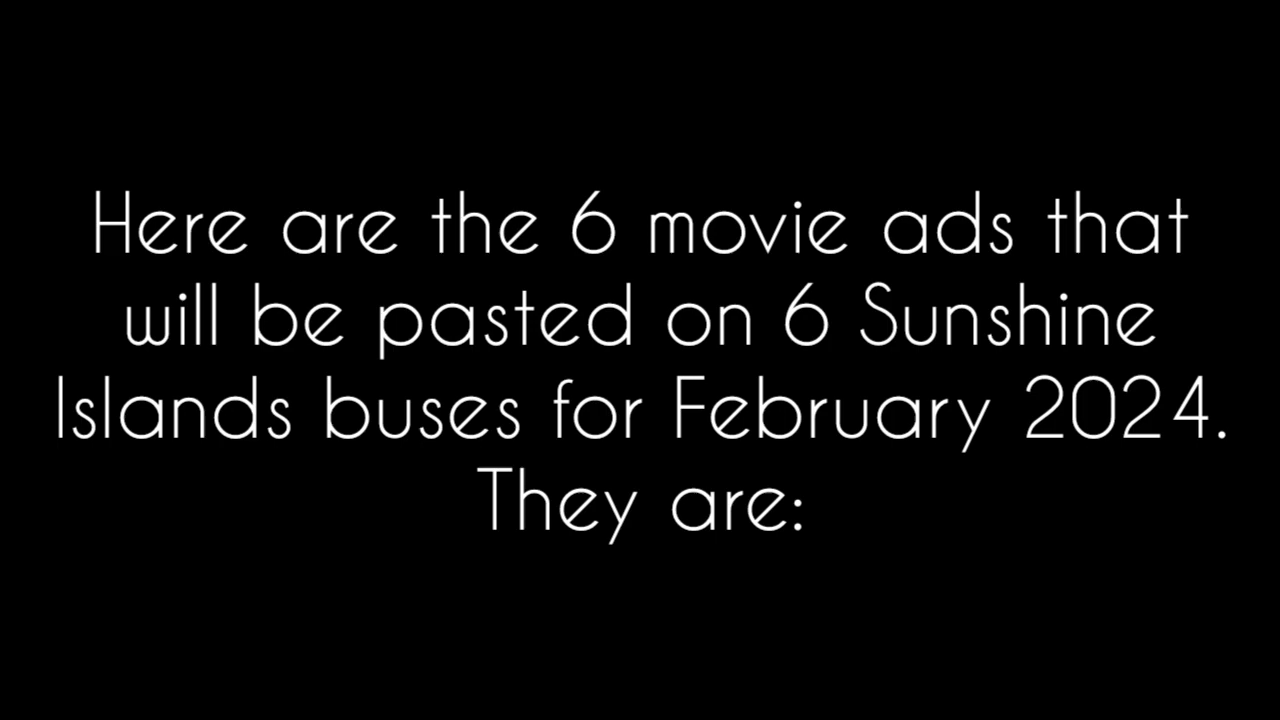 Here are the 6 movie ads that
will be pasted on 6 Sunshine
Islands buses for February 2024.
They are: